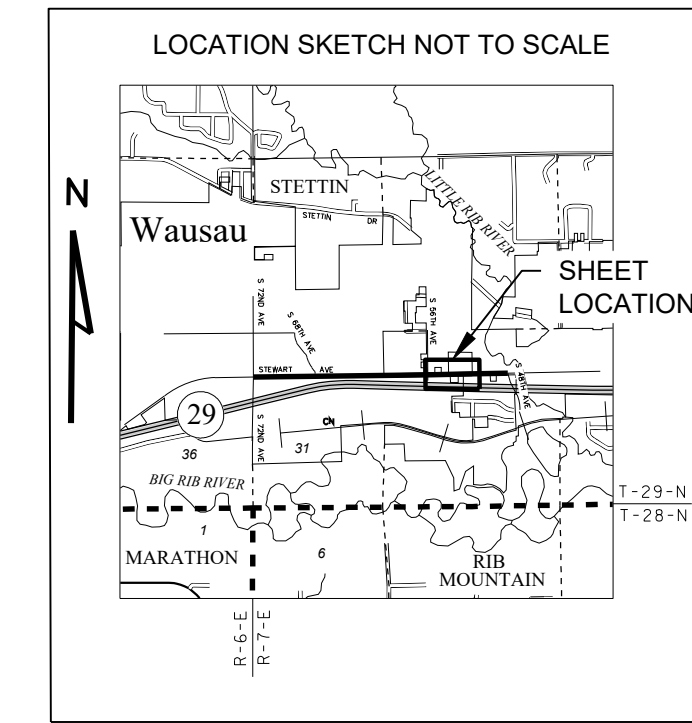 LOCATION SKETCH NOT TO SCALE
N
STETTIN
STETTIN DR
LITTLE RIB RIVER
Wausau
S 72ND AVE
S 68TH AVE
S 56TH AVE
SHEET
LOCATION
STEWART AVE
S 48TH AVE
29
S 72ND AVE
CN
36
31
BIG RIB RIVER
T-29-N
T-28-N
1
6
MARATHON
RIB
MOUNTAIN
R-6-E
R-7-E